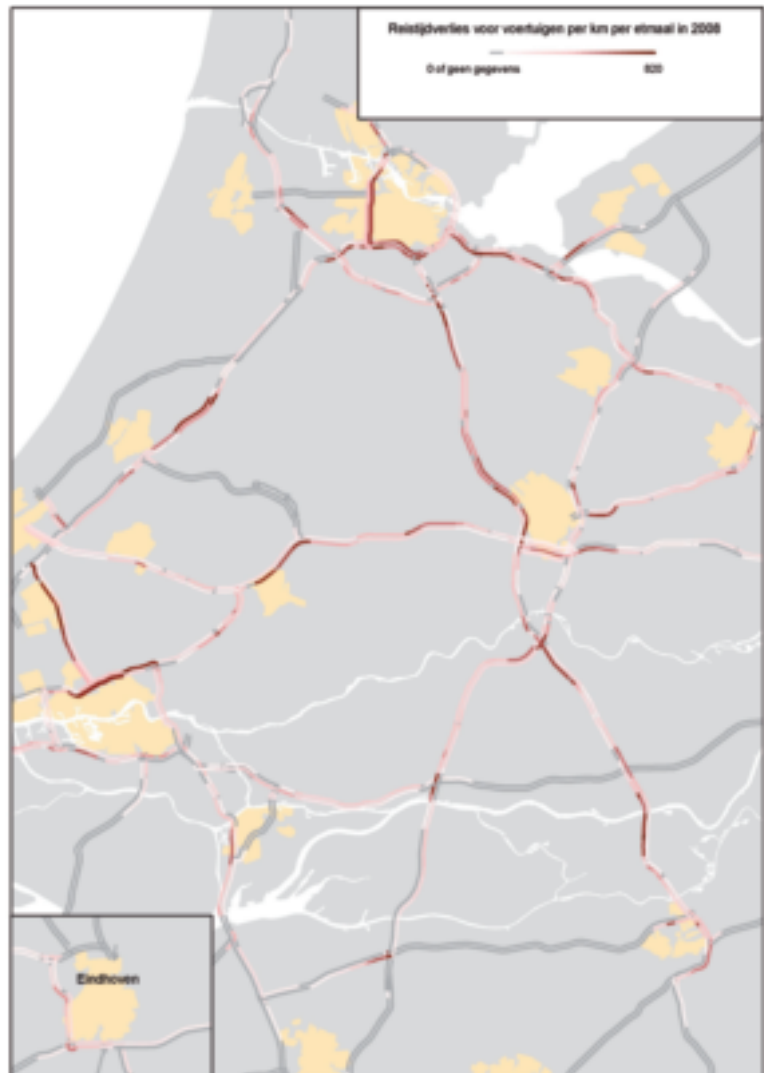 Reistijdverlies voor voertuigen per km per etmaal in 2008
0 of geen gegevens 820
Eindhoven